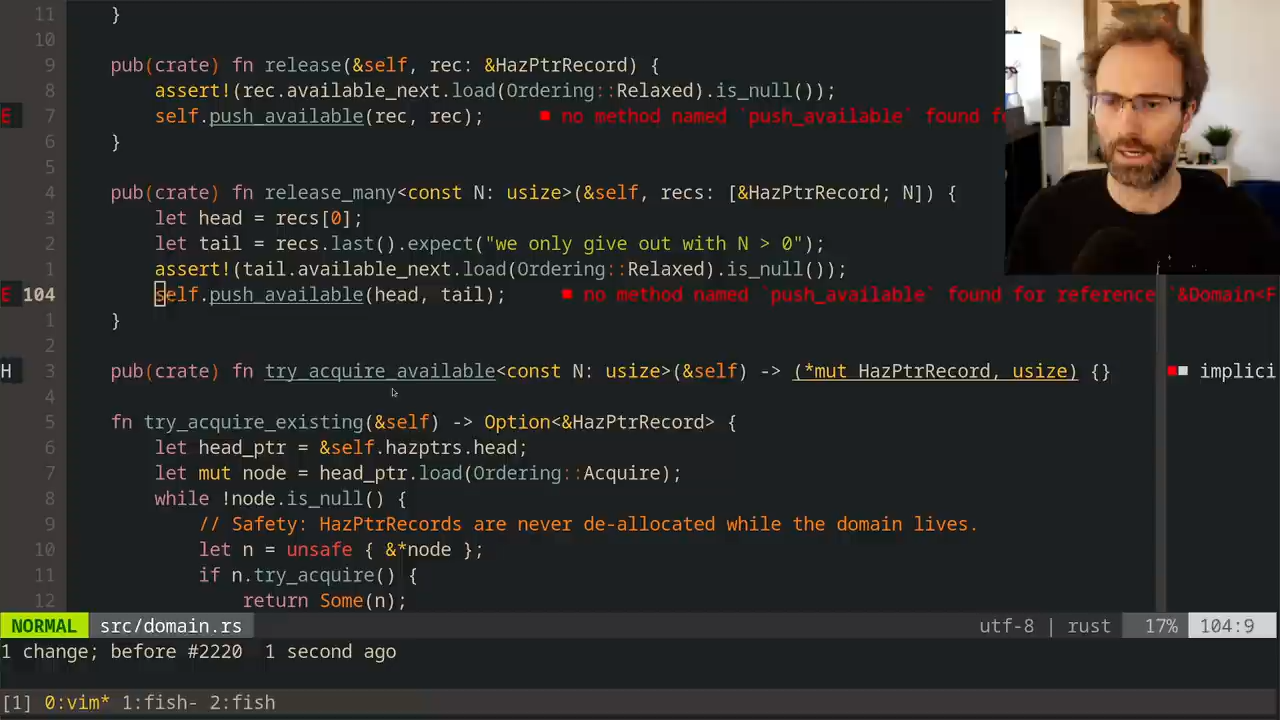 11 }
10
9 pub(crate) fn release(&self, rec: &HazPtrRecord) {
8 assert!(rec.available_next.load(Ordering::Relaxed).is_null());
E 7 self.push_available(rec, rec); ■ no method named `push_available` found f
6 }
5
4 pub(crate) fn release_many<const N: usize>(&self, recs: [&HazPtrRecord; N]) {
3 let head = recs[0];
2 let tail = recs.last().expect("we only give out with N > 0");
1 assert!(tail.available_next.load(Ordering::Relaxed).is_null());
E 104 self.push_available(head, tail); ■ no method named `push_available` found for reference `&Domain<F
1 }
2
H 3 pub(crate) fn try_acquire_available<const N: usize>(&self) -> (*mut HazPtrRecord, usize) {} ■■ implici
4
5 fn try_acquire_existing(&self) -> Option<&HazPtrRecord> {
6 let head_ptr = &self.hazptrs.head;
7 let mut node = head_ptr.load(Ordering::Acquire);
8 while !node.is_null() {
9 // Safety: HazPtrRecords are never de-allocated while the domain lives.
10 let n = unsafe { &*node };
11 if n.try_acquire() {
12 return Some(n);
NORMAL src/domain.rs utf-8 | rust 17% 104:9
1 change; before #2220 1 second ago
[1] 0:vim* 1:fish- 2:fish